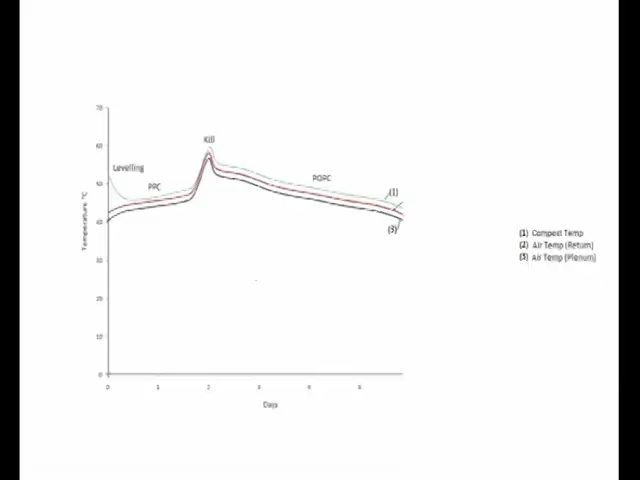 70
60
50
40
30
20
10
0
Temperature °C
Levelling
PPC
Kill
POPC
(1)
(3)
0 1 2 3 4 5
Days
(1) Compost Temp
(2) Air Temp (Return)
(3) Air Temp (Plenum)